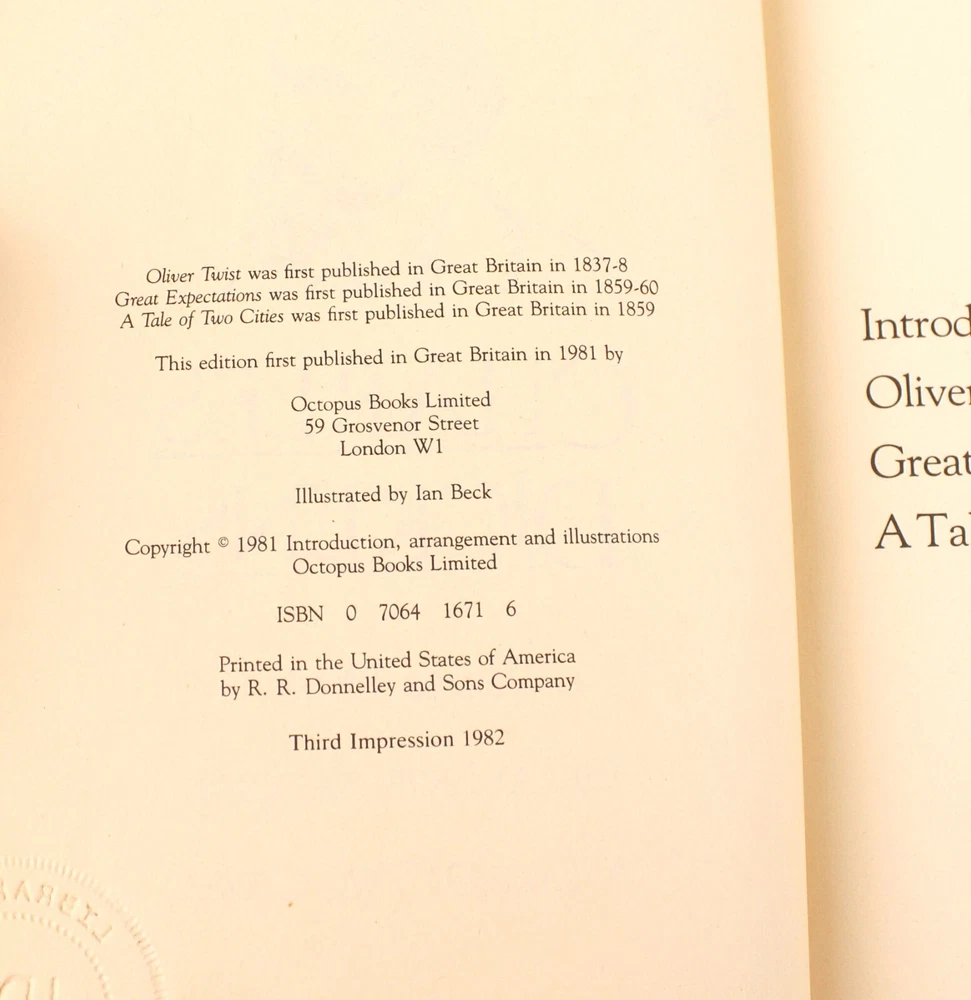 Oliver Twist was first published in Great Britain in 1837-8
Great Expectations was first published in Great Britain in 1859-60
A Tale of Two Cities was first published in Great Britain in 1859
This edition first published in Great Britain in 1981 by
Octopus Books Limited
59 Grosvenor Street
London W1
Illustrated by Ian Beck
Copyright © 1981 Introduction, arrangement and illustrations
Octopus Books Limited
ISBN 0 7064 1671 6
Printed in the United States of America
by R. R. Donnelley and Sons Company
Third Impression 1982
Introd
Oliver
Great
A Ta